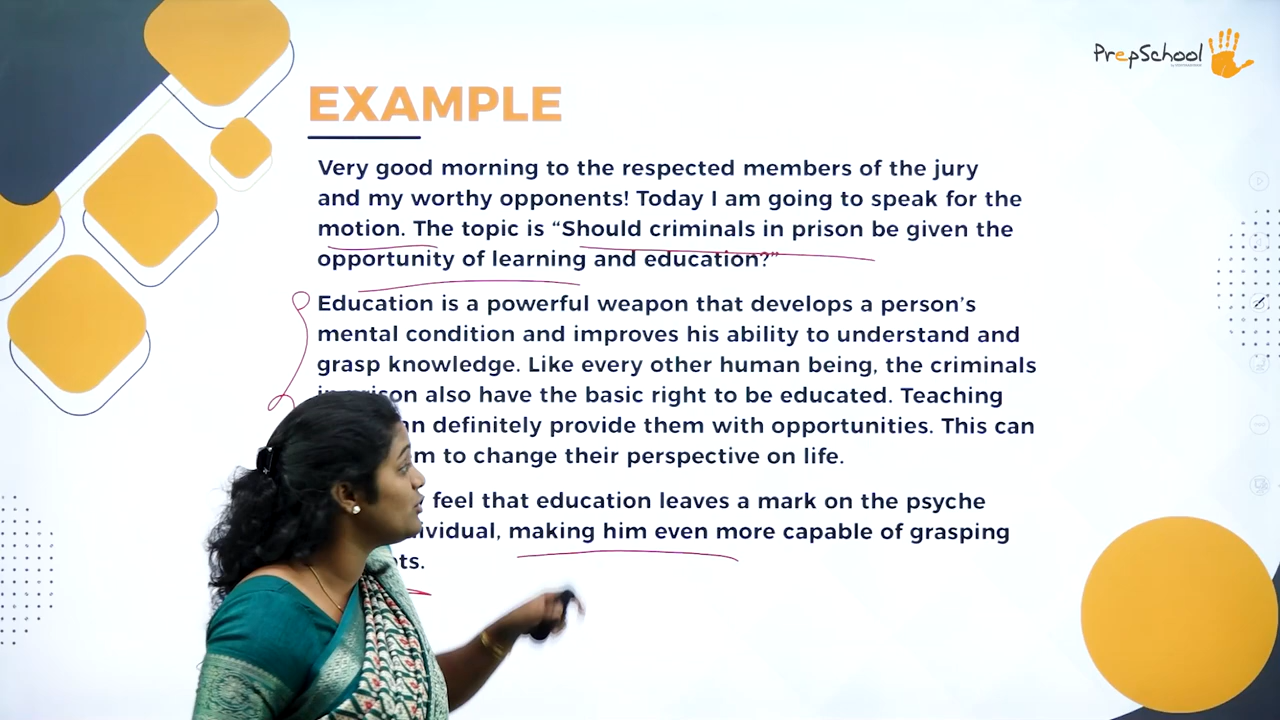 PrepSchool
EXAMPLE
Very good morning to the respected members of the jury
and my worthy opponents! Today I am going to speak for the
motion. The topic is “Should criminals in prison be given the
opportunity of learning and education?”
Education is a powerful weapon that develops a person’s
mental condition and improves his ability to understand and
grasp knowledge. Like every other human being, the criminals
in prison also have the basic right to be educated. Teaching
definitely provide them with opportunities. This can
to change their perspective on life.
feel that education leaves a mark on the psyche
making him even more capable of grasping